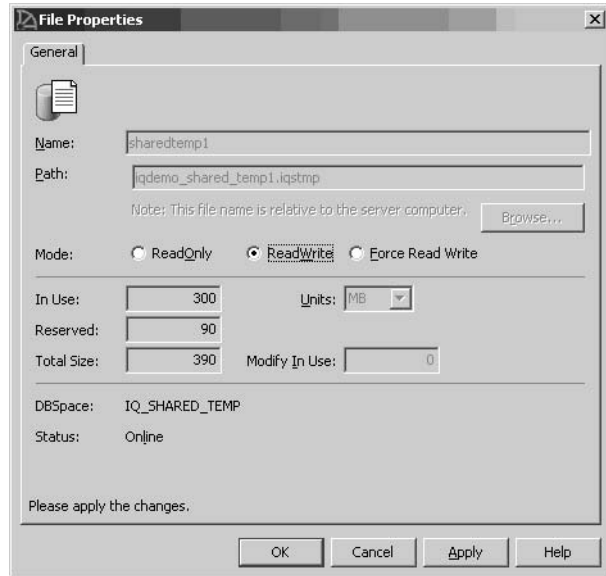 File Properties
General
Name: sharedtemp1
Path: iqdemo_shared_temp1.iqstmp
Note: This file name is relative to the server computer. Browse...
Mode: ReadOnly ReadWrite Force Read Write
In Use: 300 Units: MB
Reserved: 90
Total Size: 390 Modify In Use: 0
DBSpace: IQ_SHARED_TEMP
Status: Online
Please apply the changes.
OK Cancel Apply Help